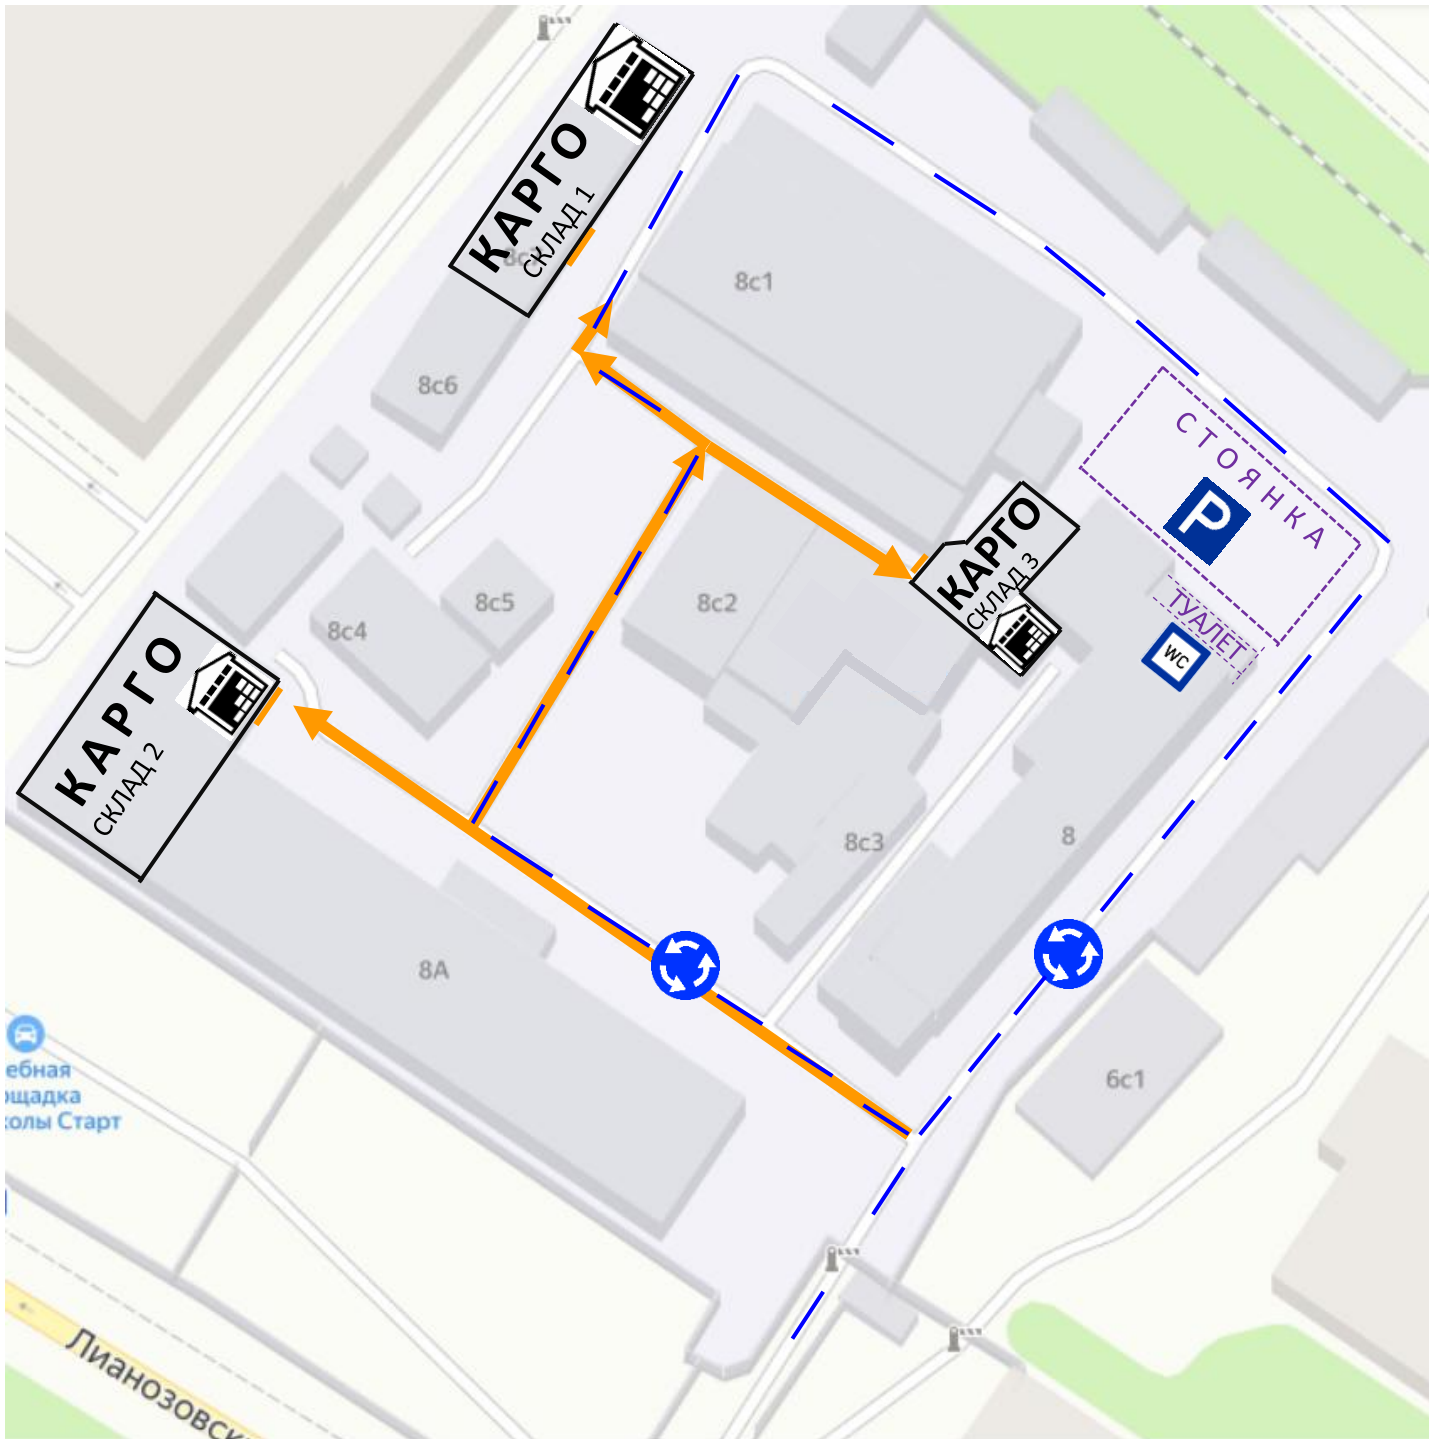 КАРГО
СКЛАД 1
8с1
8с6
СТОЯНКА
P
КАРГО
СКЛАД 3
8с2
8с5
8с4
ТУАЛЕТ
WC
КАРГО
СКЛАД 2
8с3
8
8А
6с1
ебная
ощадка
олы Старт
Лианозовск